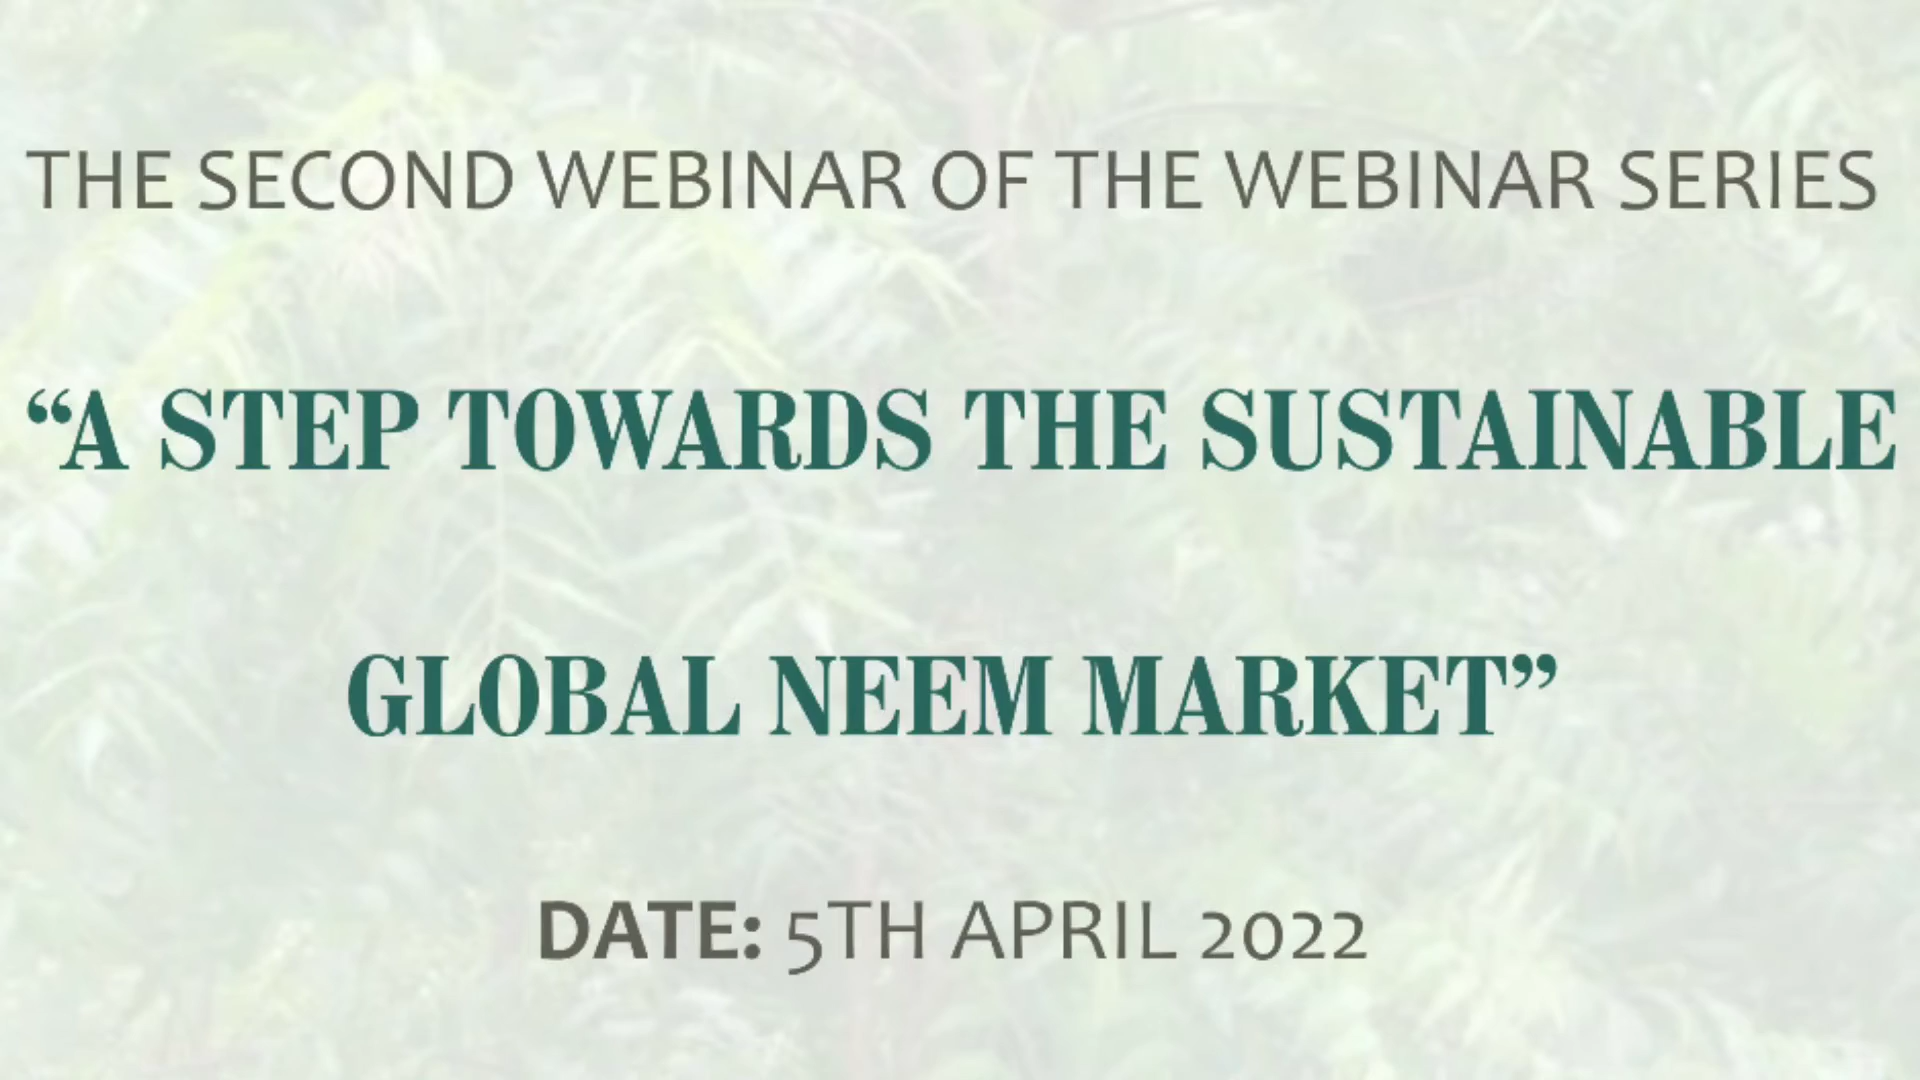 THE SECOND WEBINAR OF THE WEBINAR SERIES
“A STEP TOWARDS THE SUSTAINABLE
GLOBAL NEEM MARKET”
DATE: 5TH APRIL 2022